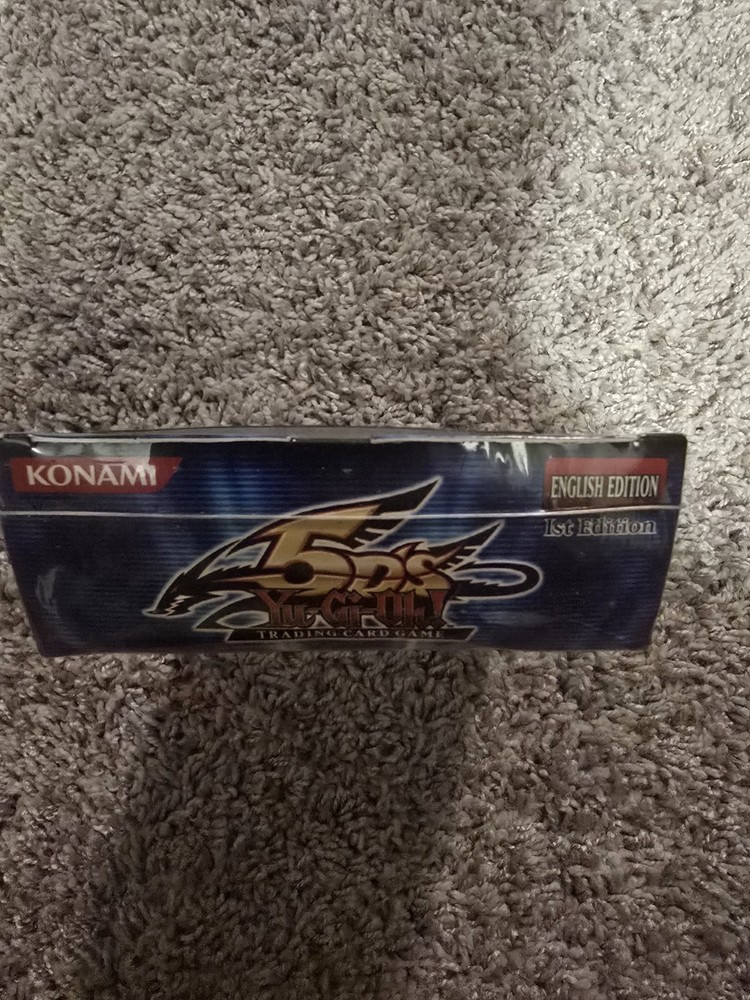 KONAMI
ENGLISH EDITION
1st Edition
5D's
Yu-Gi-Oh!
TRADING CARD GAME